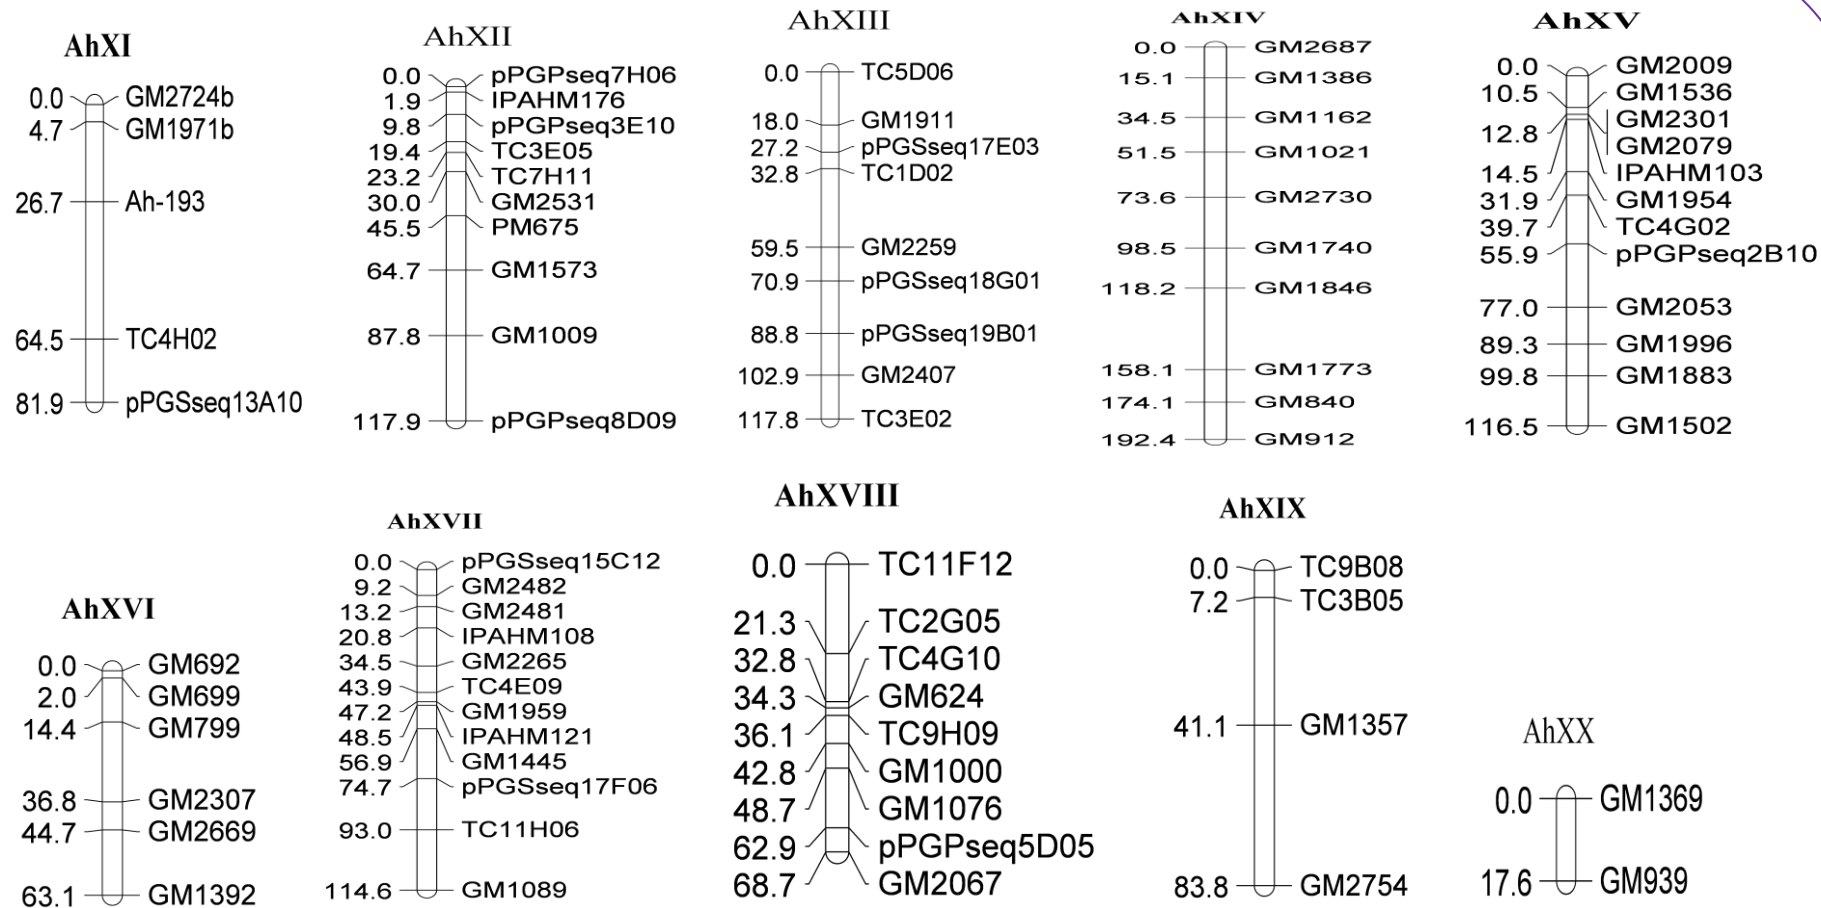 AhXI
0.0 GM2724b
4.7 GM1971b
26.7 Ah-193
64.5 TC4H02
81.9 pPGSseq13A10
AhXII
0.0 pPGPseq7H06
1.9 IPAHM176
9.8 pPGPseq3E10
19.4 TC3E05
23.2 TC7H11
30.0 GM2531
45.5 PM675
64.7 GM1573
87.8 GM1009
117.9 pPGPseq8D09
AhXIII
0.0 TC5D06
18.0 GM1911
27.2 pPGSseq17E03
32.8 TC1D02
59.5 GM2259
70.9 pPGSseq18G01
88.8 pPGSseq19B01
102.9 GM2407
117.8 TC3E02
AhXIV
0.0 GM2687
15.1 GM1386
34.5 GM1162
51.5 GM1021
73.6 GM2730
98.5 GM1740
118.2 GM1846
158.1 GM1773
174.1 GM840
192.4 GM912
AhXV
0.0 GM2009
10.5 GM1536
GM2301
12.8 GM2079
14.5 IPAHM103
31.9 GM1954
39.7 TC4G02
55.9 pPGPseq2B10
77.0 GM2053
89.3 GM1996
99.8 GM1883
116.5 GM1502
AhXVI
0.0 GM692
2.0 GM699
14.4 GM799
36.8 GM2307
44.7 GM2669
63.1 GM1392
AhXVII
0.0 pPGSseq15C12
9.2 GM2482
13.2 GM2481
20.8 IPAHM108
34.5 GM2265
43.9 TC4E09
47.2 GM1959
48.5 IPAHM121
56.9 GM1445
74.7 pPGSseq17F06
93.0 TC11H06
114.6 GM1089
AhXVIII
0.0 TC11F12
21.3 TC2G05
32.8 TC4G10
34.3 GM624
36.1 TC9H09
42.8 GM1000
48.7 GM1076
62.9 pPGPseq5D05
68.7 GM2067
AhXIX
0.0 TC9B08
7.2 TC3B05
41.1 GM1357
83.8 GM2754
AhXX
0.0 GM1369
17.6 GM939